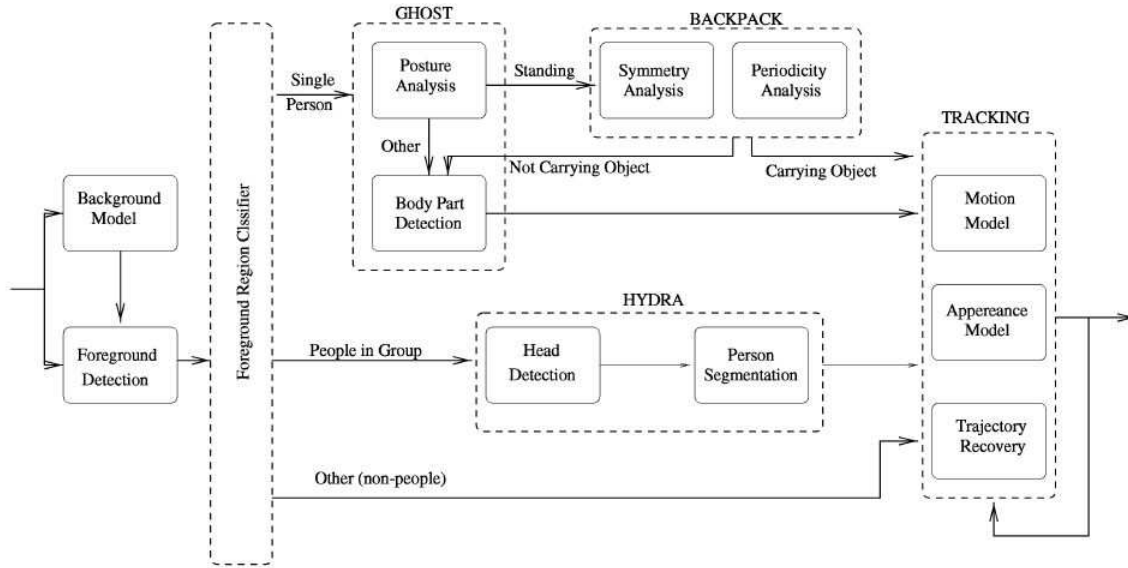 GHOST
BACKPACK
Posture
Analysis
Standing
Symmetry
Analysis
Periodicity
Analysis
Single
Person
TRACKING
Other
Not Carrying Object
Carrying Object
Background
Model
Body Part
Detection
Motion
Model
Foreground Region Clssifier
HYDRA
Appereance
Model
Foreground
Detection
People in Group
Head
Detection
Person
Segmentation
Trajectory
Recovery
Other (non-people)